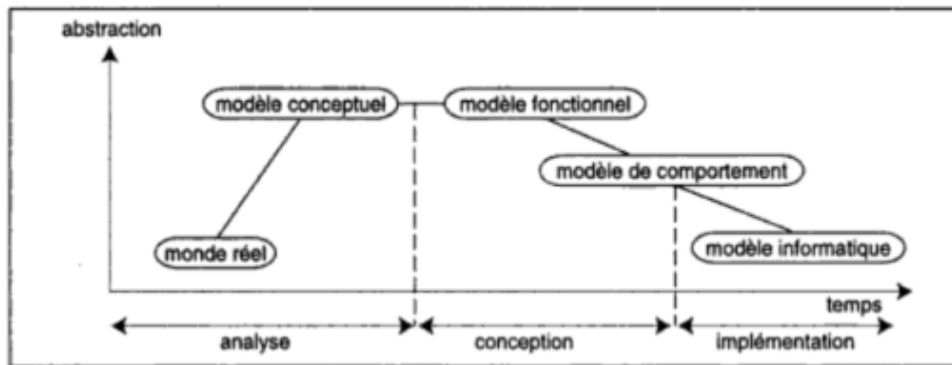 abstraction
modèle conceptuel
modèle fonctionnel
modèle de comportement
monde réel
modèle informatique
temps
analyse
conception
implémentation